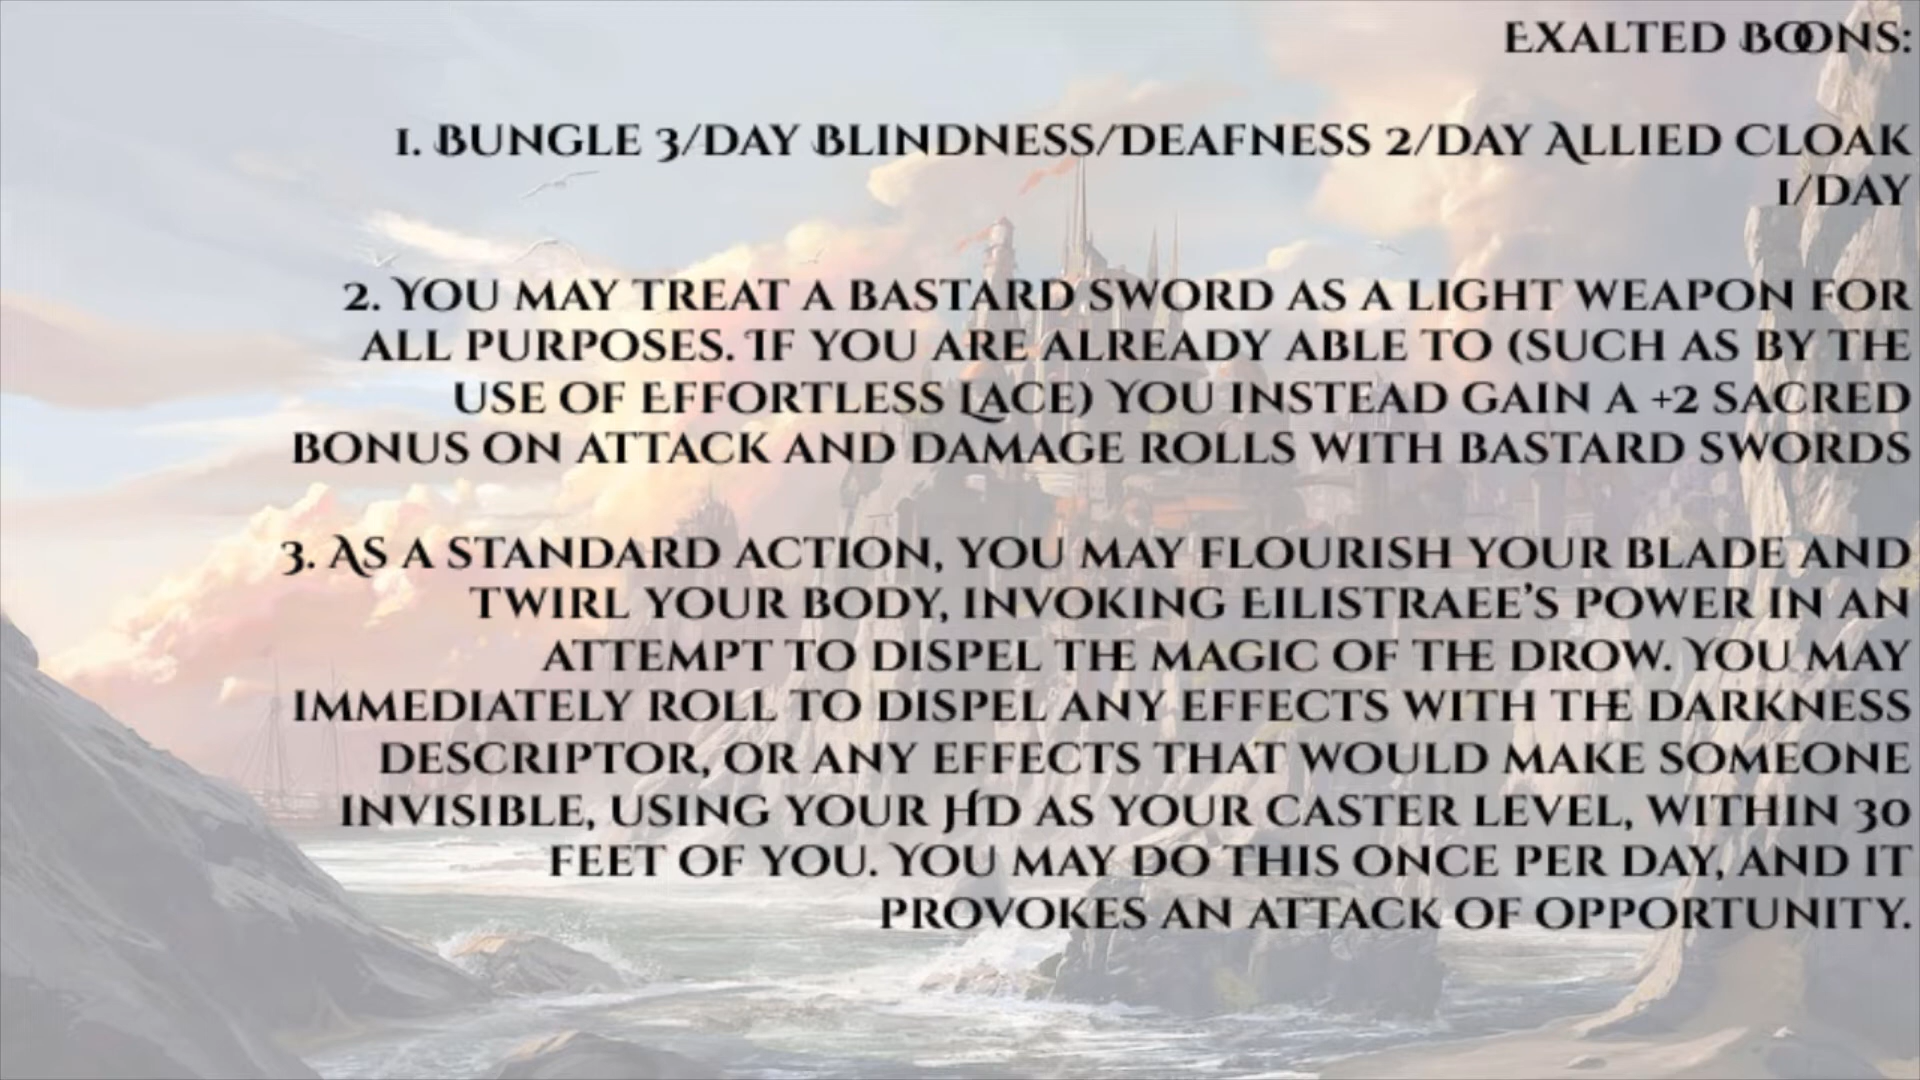 Exalted Boons:
1. Bungle 3/day Blindness/Deafness 2/day Allied Cloak
1/day
2. You may treat a bastard sword as a light weapon for
all purposes. If you are already able to (such as by the
use of Effortless Lace) You instead gain a +2 sacred
bonus on attack and damage rolls with bastard swords
3. As a standard action, you may flourish your blade and
twirl your body, invoking Eilistraee's power in an
attempt to dispel the magic of the drow. You may
immediately roll to dispel any effects with the darkness
descriptor, or any effects that would make someone
invisible, using your HD as your caster level, within 30
feet of you. You may do this once per day, and it
provokes an attack of opportunity.